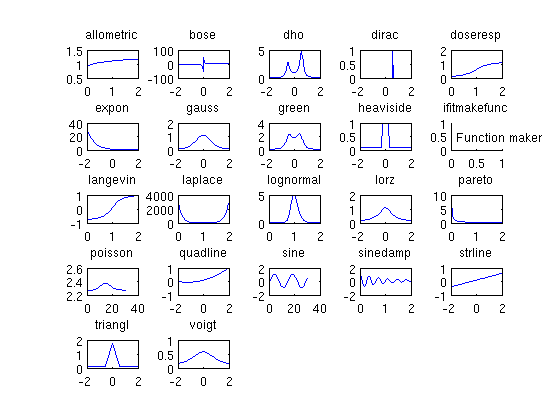 allometric bose dho dirac doseresp
1.5 100 5 1 2
1 0 0.5 1
0.5 -100 0 0 0
0 2 -2 0 2 -2 0 2 -2 0 2 -2 0 2
expon gauss green heaviside ifitmakefunc
40 2 4 1 1
20 1 2 0.5 0.5 Function maker
0 0 0 0 0
-2 0 2 -2 0 2 -2 0 2 -2 0 2 0 0.5 1
langevin laplace lognormal lorz pareto
1 4000 5 2 10
0 2000 1 5
-1 0 0 0 0
0 1 2 -2 0 2 0 1 2 -2 0 2 0 1 2
poisson quadline sine sinedamp strline
2.6 1 2 2 1
2.4 0 0 0 0
2.2 -1 -2 -2 -1
0 20 40 -2 0 2 0 20 40 0 1 2 -2 0 2
triangl voigt
2 1
1 0.5
0 0
-2 0 2 -2 0 2